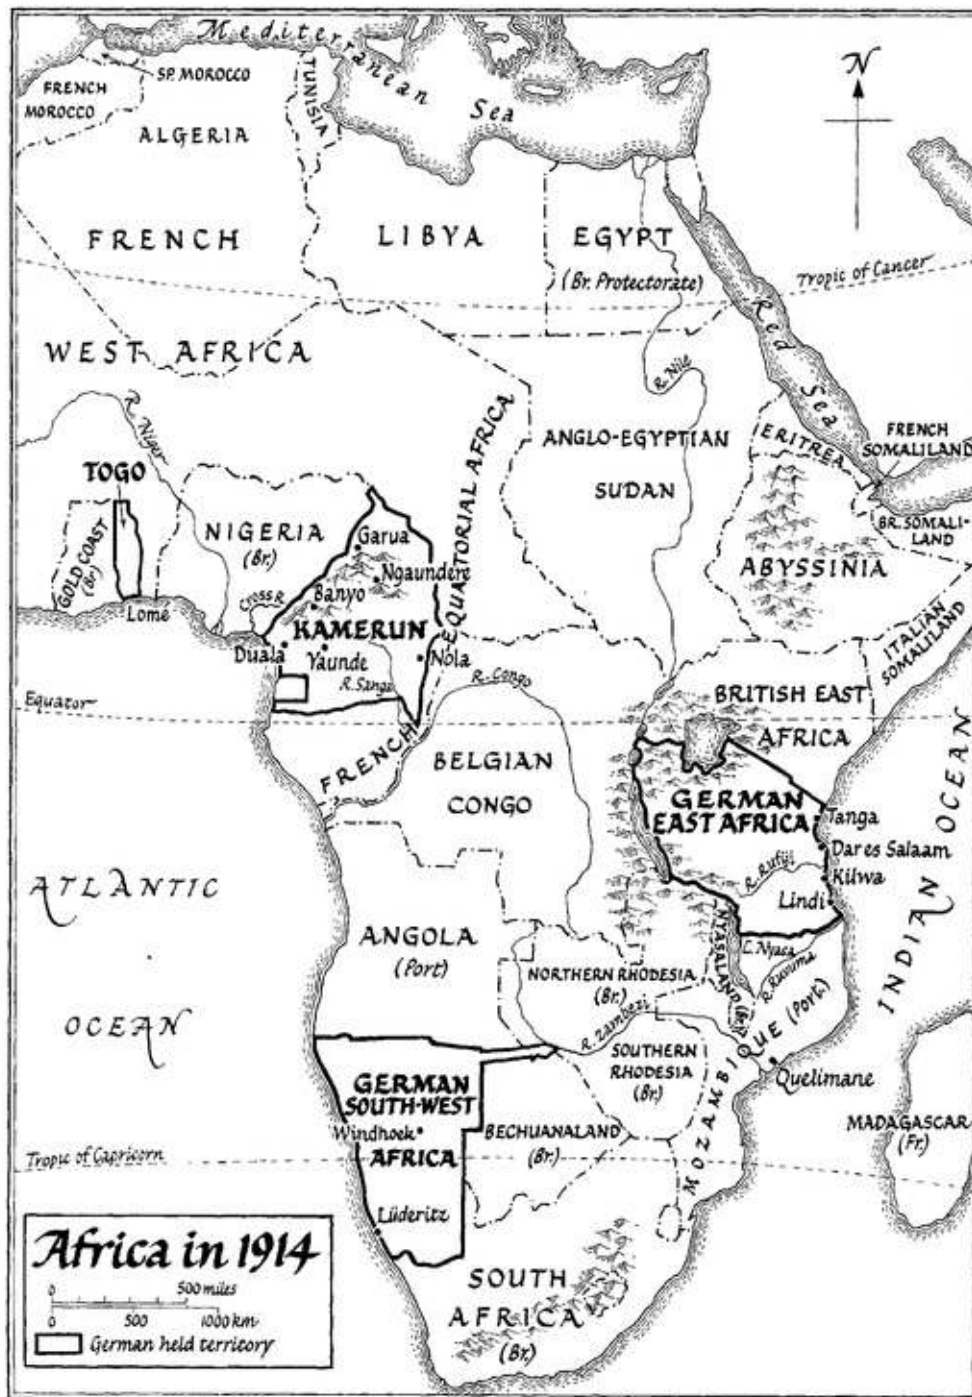 Mediterranean Sea
N
SP. MOROCCO
FRENCH
MOROCCO
TUNISIA
ALGERIA
FRENCH
LIBYA
EGYPT
(Br. Protectorate)
Tropic of Cancer
Red Sea
WEST AFRICA
R. Nile
R. Niger
EQUATORIAL AFRICA
ANGLO-EGYPTIAN
SUDAN
ERITREA
FRENCH
SOMALILAND
TOGO
GOLD COAST
(Br)
NIGERIA
(Br.)
Garua
Ngaundere
BR. SOMALI-
LAND
ABYSSINIA
Cross R.
Banyo
Lomé
KAMERUN
Duala
Yaunde
Nola
ITALIAN
SOMALILAND
R. Sanga
R. Congo
Equator
BRITISH EAST
AFRICA
FRENCH
BELGIAN
CONGO
GERMAN
EAST AFRICA
Tanga
Dar es Salaam
Kilwa
R. Rufiji
Lindi
INDIAN OCEAN
ATLANTIC
OCEAN
ANGOLA
(Port)
NYASALAND (Br.)
L. Nyasa
R. Ruvuma
NORTHERN RHODESIA
(Br.)
R. Zambezi
MOZAMBIQUE (Port.)
SOUTHERN
RHODESIA
(Br.)
Quelimane
GERMAN
SOUTH-WEST
AFRICA
Windhoek
BECHUANALAND
(Br.)
MADAGASCAR
(Fr.)
Tropic of Capricorn
Lüderitz
SOUTH
AFRICA
(Br.)
Africa in 1914
0 500 miles
0 500 1000 km
German held territory